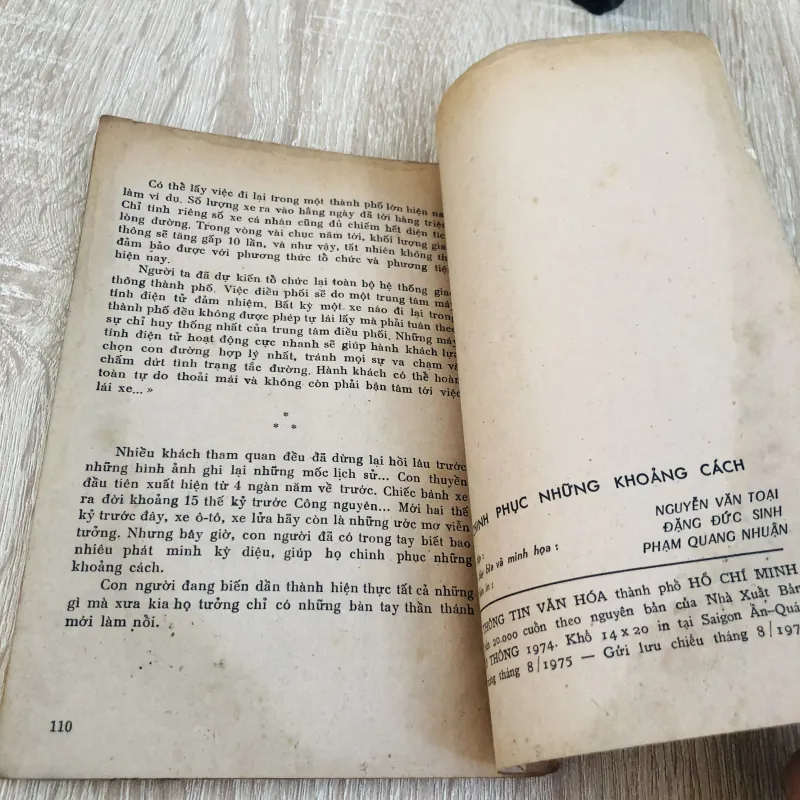 Có thể lấy việc đi lại trong một thành phố lớn hiện
làm ví dụ. Số lượng xe ra vào hằng ngày đã tới hàng triệu
Chỉ tính riêng số xe cá nhân cũng đủ chiếm hết diện
lòng đường. Trong vòng vài chục năm tới, khối lượng
thông sẽ tăng gấp 10 lần, và như vậy, tất nhiên không
đảm bảo được với phương thức tổ chức và phương
hiện nay.
Người ta đã dự kiến tổ chức lại toàn bộ hệ thống
thông thành phố. Việc điều phối sẽ do một trung tâm máy
tính điện tử đảm nhiệm. Bất kỳ một xe nào đi lại trong
thành phố đều không được phép tự lái lấy mà phải tuân theo
sự chỉ huy thống nhất của trung tâm điều phối. Những máy
tính điện tử hoạt động cực nhanh sẽ giúp hành khách lựa
chọn con đường hợp lý nhất, tránh mọi sự va chạm và
chấm dứt tình trạng tắc đường. Hành khách có thể hoàn
toàn tự do thoải mái và không còn phải bận tâm tới việc
lái xe... »
*
* *
Nhiều khách tham quan đều đã dừng lại hồi lâu trước
những hình ảnh ghi lại những mốc lịch sử... Con thuyền
đầu tiên xuất hiện từ 4 ngàn năm về trước. Chiếc bánh xe
ra đời khoảng 15 thế kỷ trước Công nguyên... Mới hai thế
kỷ trước đây, xe ô-tô, xe lửa hãy còn là những ước mơ viễn
tưởng. Nhưng bây giờ, con người đã có trong tay biết bao
nhiêu phát minh kỳ diệu, giúp họ chinh phục những
khoảng cách.
Con người đang biến dần thành hiện thực tất cả những
gì mà xưa kia họ tưởng chỉ có những bàn tay thần thánh
mới làm nổi.
110
PHỤC NHỮNG KHOẢNG CÁCH
NGUYỄN VĂN TOẠI
bìa và minh họa : ĐẶNG ĐỨC SINH
PHẠM QUANG NHUẬN
THÔNG TIN VĂN HÓA thành phố HỒ CHÍ MINH
20.000 cuốn theo nguyên bản của Nhà Xuất Bản
THÔNG 1974. Khổ 14 x 20 in tại Saigon Ấn-Quán
tháng 8/1975 — Gửi lưu chiếu tháng 8/